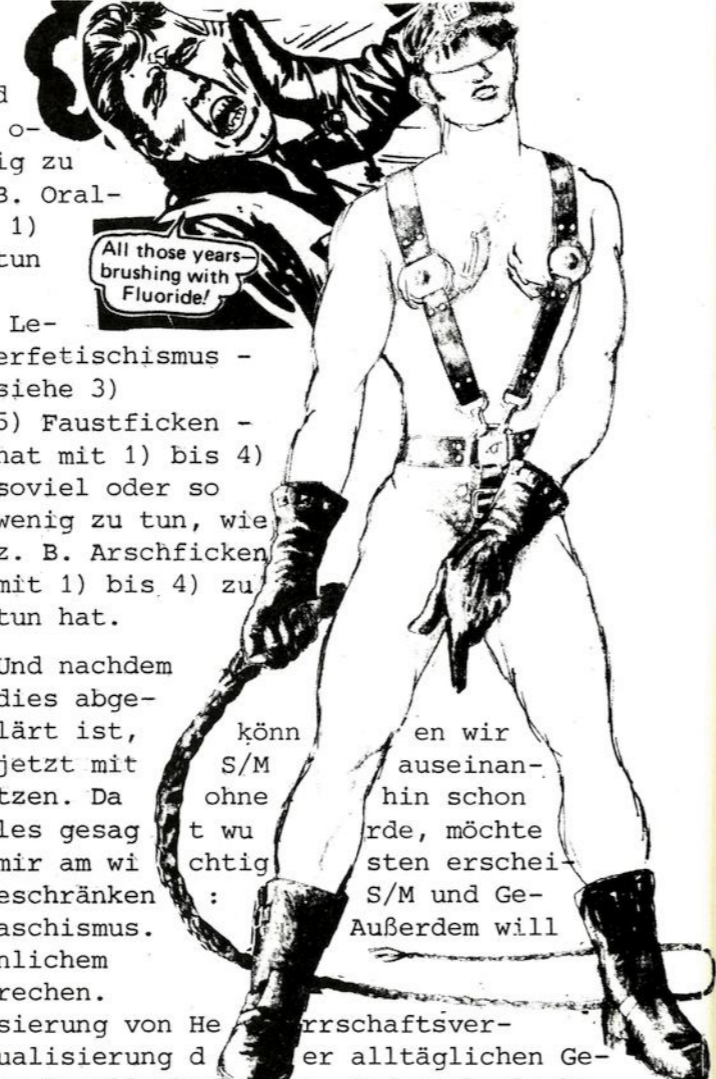 d
o-
ig zu
B. Oral-
1)
tun
All those years—
brushing with
Fluoride!
Le-
erfetischismus -
siehe 3)
5) Faustficken -
hat mit 1) bis 4)
soviel oder so
wenig zu tun, wie
z. B. Arschficken
mit 1) bis 4) zu
tun hat.
Und nachdem
dies abge-
lärt ist, könn en wir
jetzt mit S/M auseinan-
tzen. Da ohne hin schon
les gesag t wu rde, möchte
mir am wi chtig sten erschei-
eschränken : S/M und Ge-
aschismus. Außerdem will
nlichem
rechen.
sierung von He rrschaftsver-
ualisierung d er alltäglichen Ge-